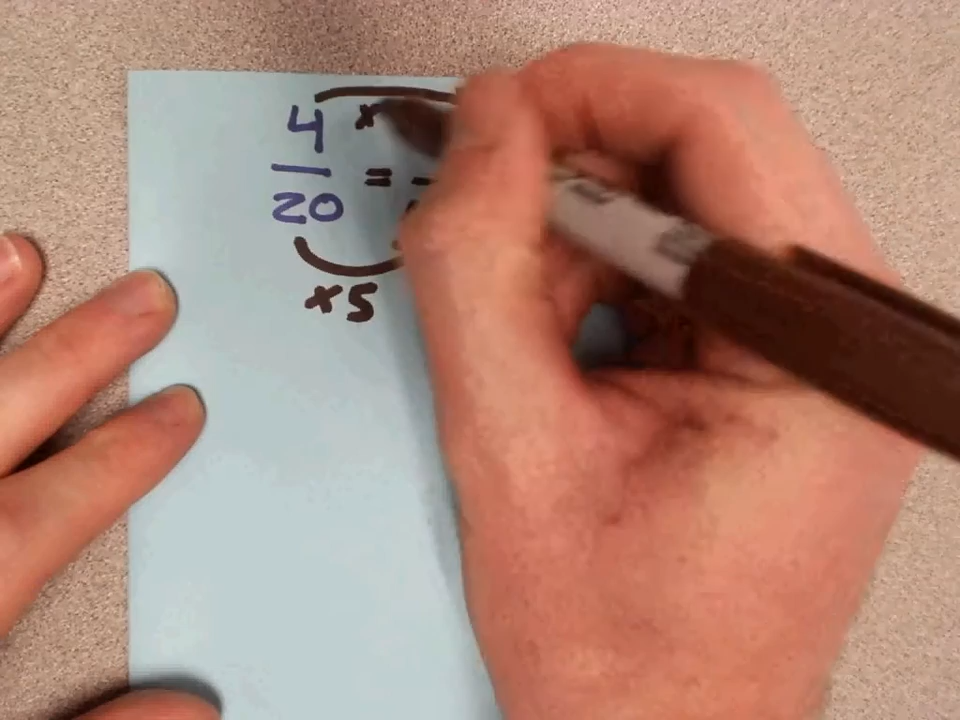 4 ×
— = –
20
×5